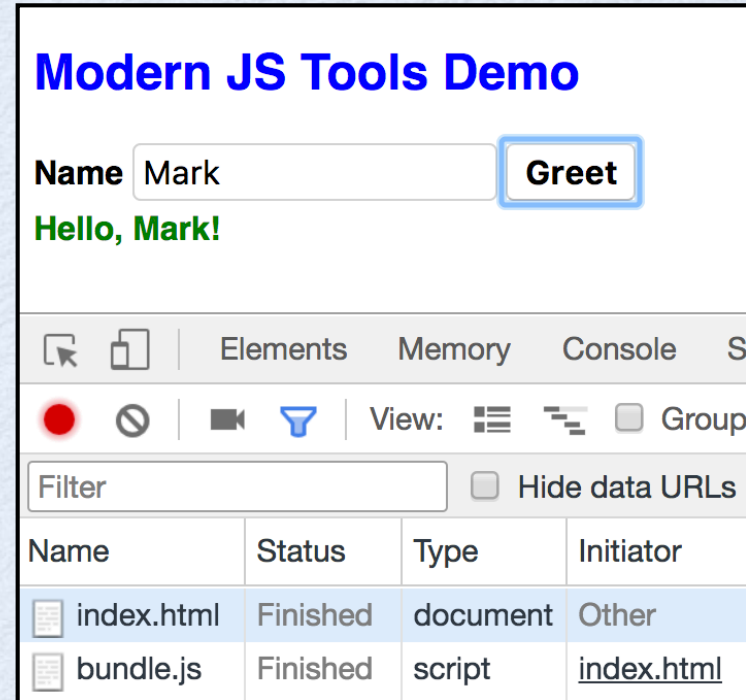 Modern JS Tools Demo
Name Mark Greet
Hello, Mark!
Elements Memory Console S
View: Group
Filter Hide data URLs
Name Status Type Initiator
index.html Finished document Other
bundle.js Finished script index.html